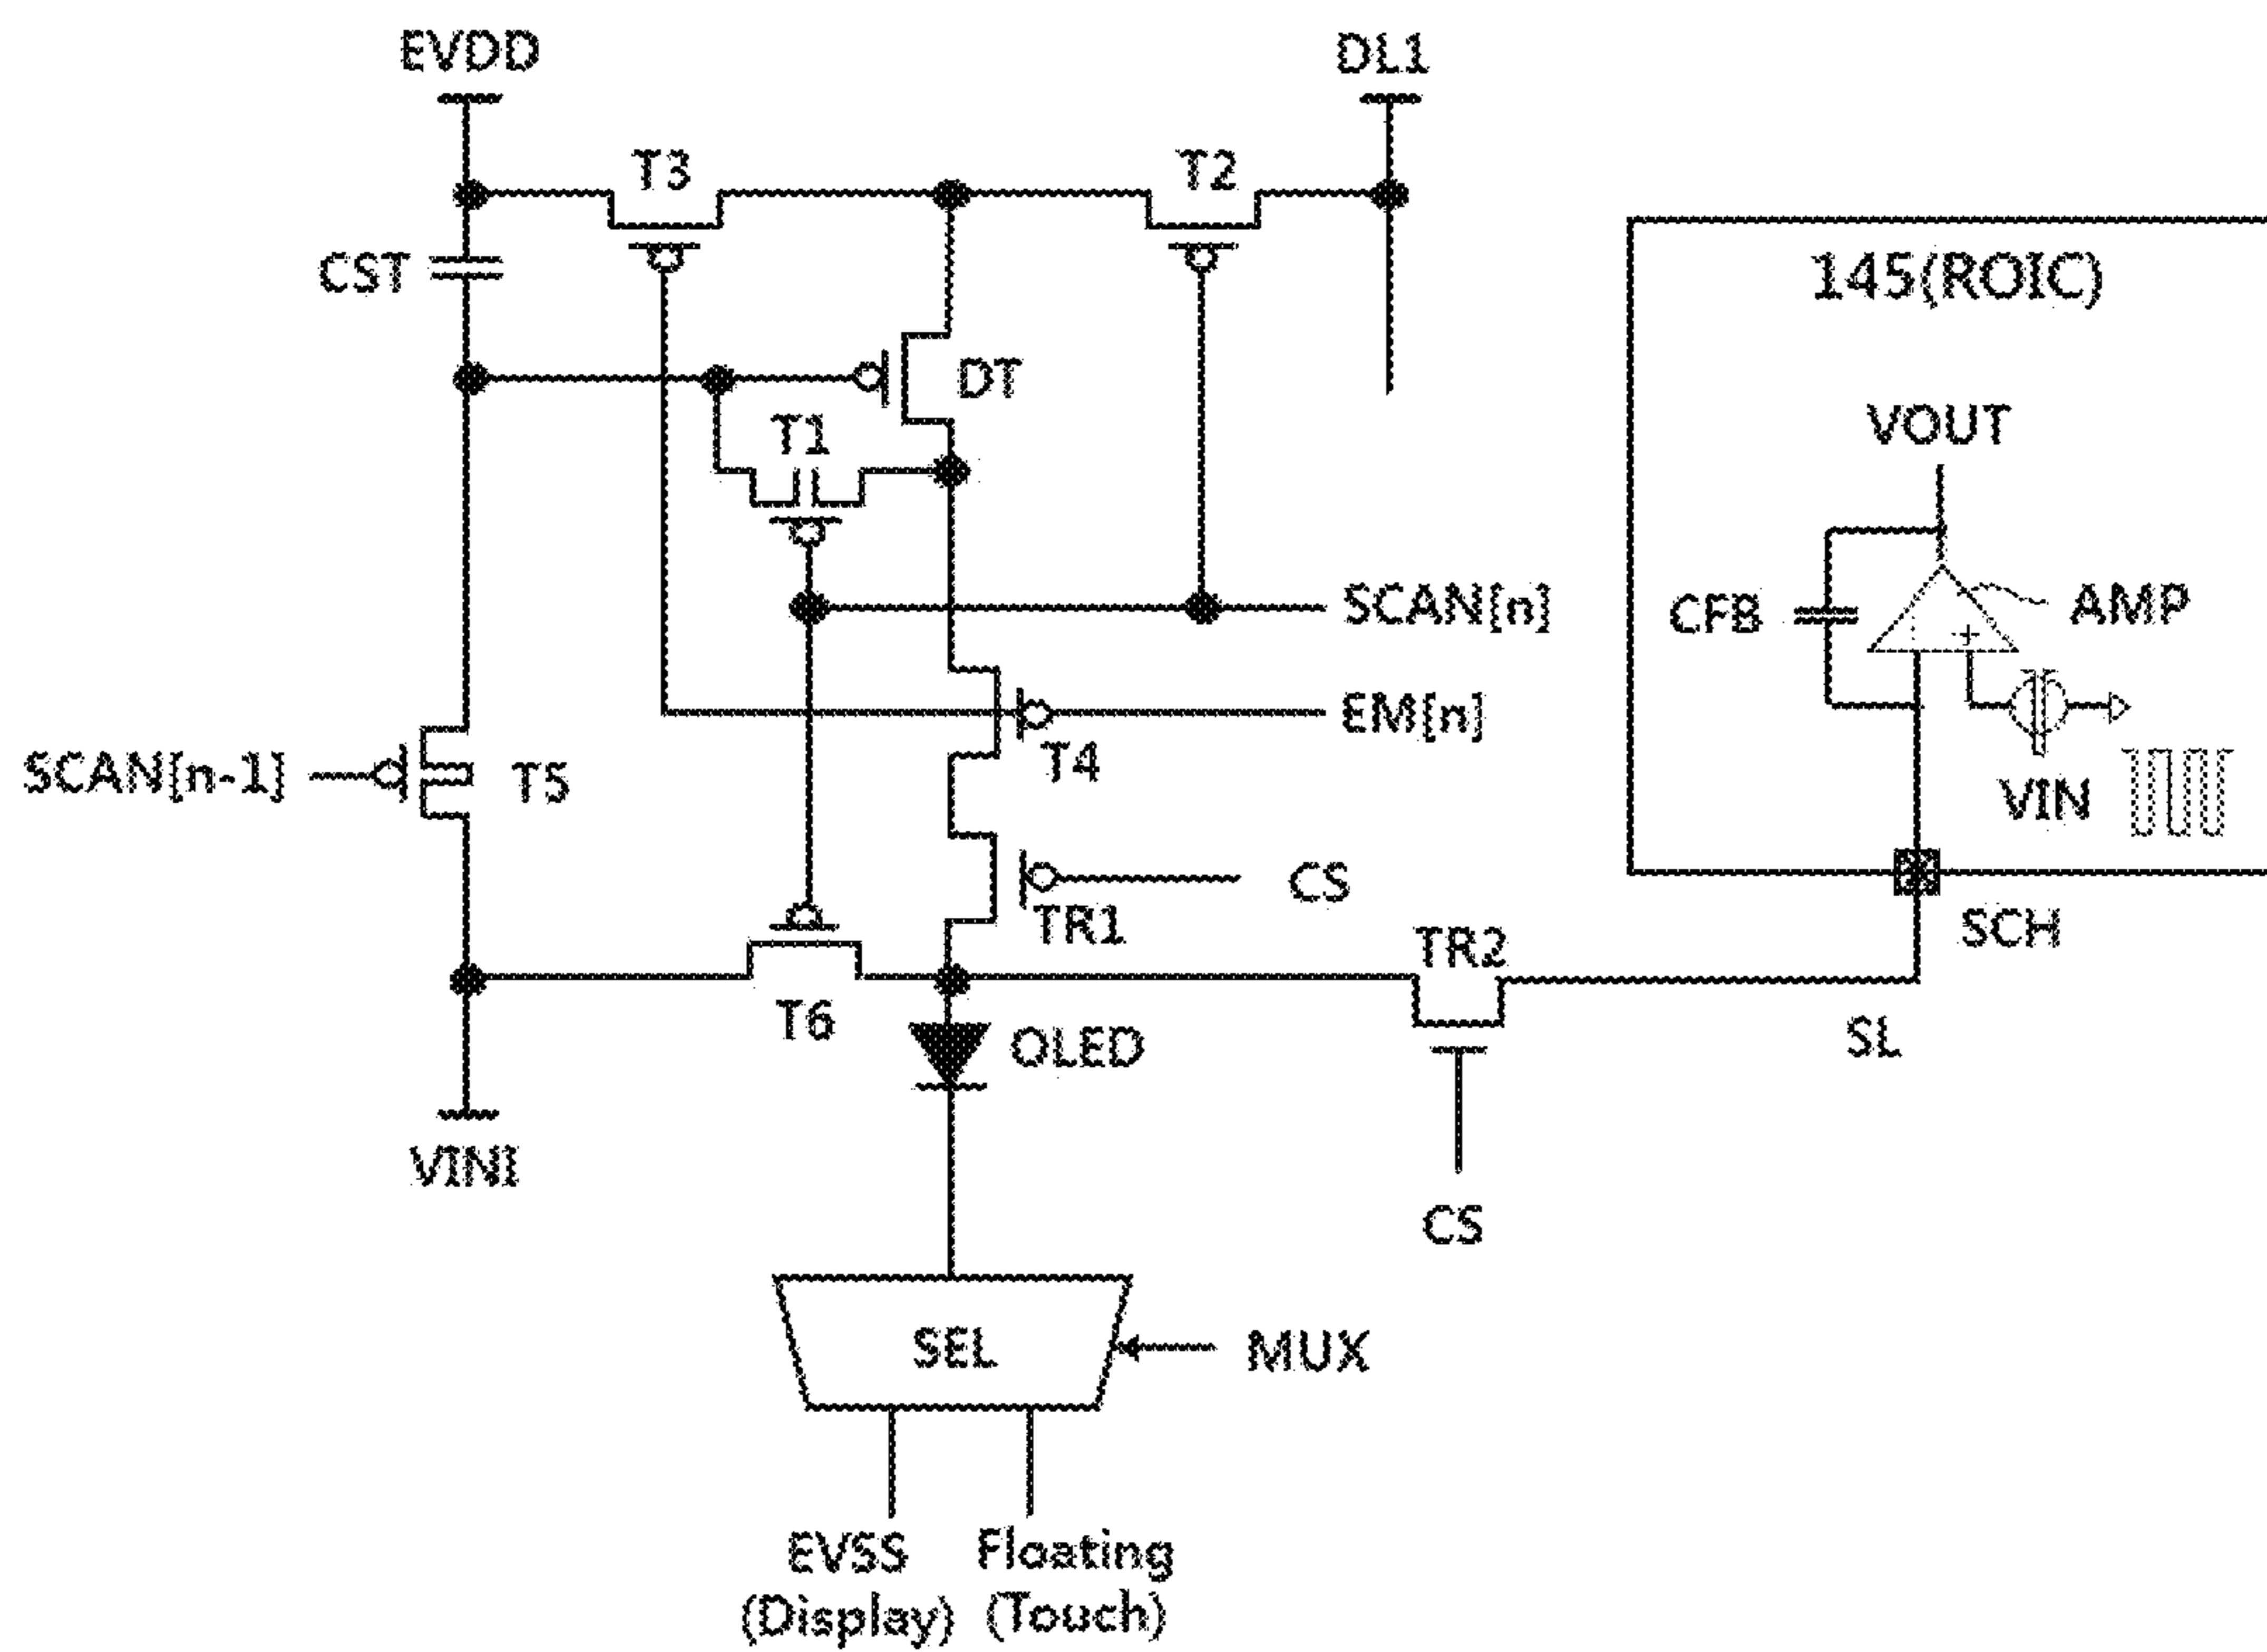 EVDD
DL1
T3
T2
CST
145(ROIC)
DT
VOUT
T1
SCAN[n]
CFB
AMP
+
EM[n]
T4
SCAN[n-1]
T5
VIN
CS
TR1
SCH
TR2
T6
OLED
SL
VINI
CS
SEL
MUX
EVSS
Floating
(Display)
(Touch)